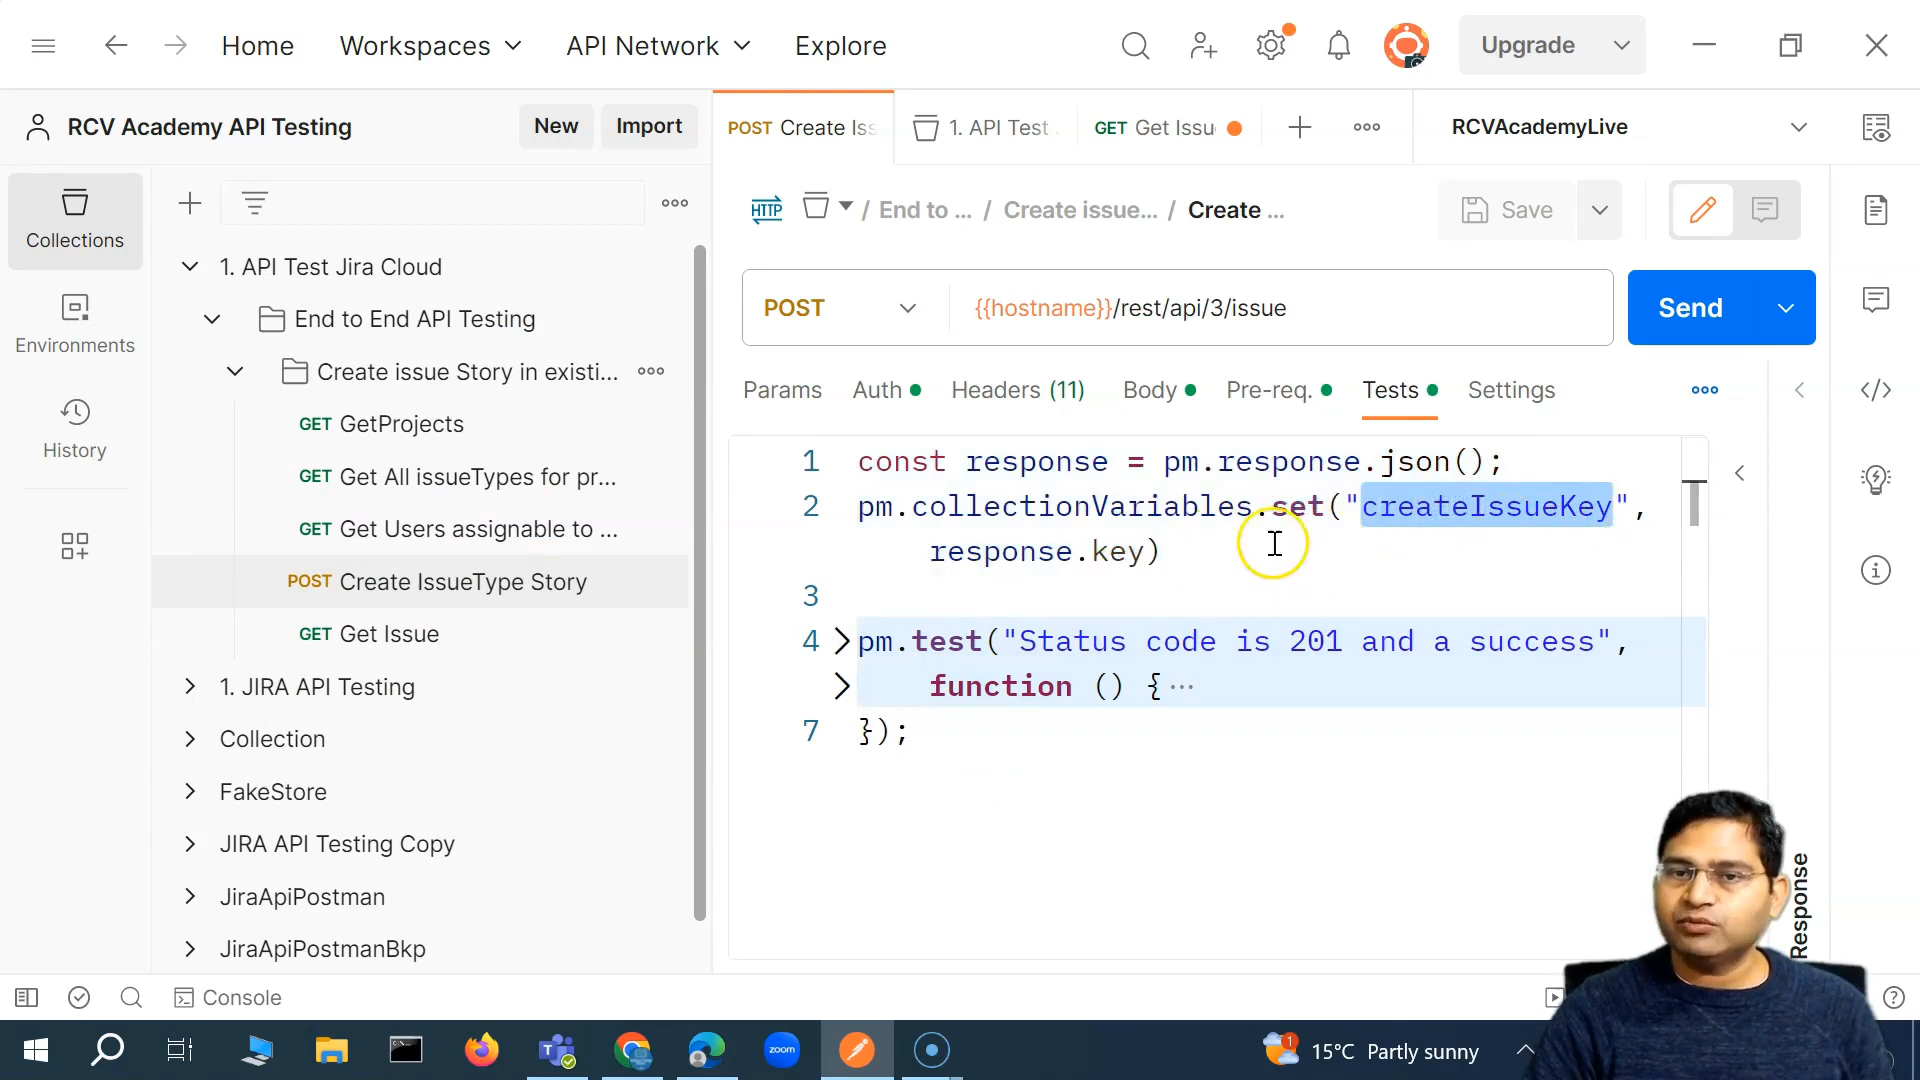 Home
Workspaces
API Network
Explore
Upgrade
RCV Academy API Testing
New
Import
POST Create Iss
1. API Test
GET Get Issu
RCVAcademyLive
Collections
Environments
History
1. API Test Jira Cloud
End to End API Testing
Create issue Story in existi...
GET GetProjects
GET Get All issueTypes for pr...
GET Get Users assignable to ...
POST Create IssueType Story
GET Get Issue
1. JIRA API Testing
Collection
FakeStore
JIRA API Testing Copy
JiraApiPostman
JiraApiPostmanBkp
HTTP
/ End to ... / Create issue... / Create ...
Save
POST
{{hostname}}/rest/api/3/issue
Send
Params
Auth
Headers (11)
Body
Pre-req.
Tests
Settings
1 const response = pm.response.json();
2 pm.collectionVariables.set("createIssueKey",
response.key)
3
4 pm.test("Status code is 201 and a success",
function () {...
7 });
Response
Console
zoom
1
15°C Partly sunny